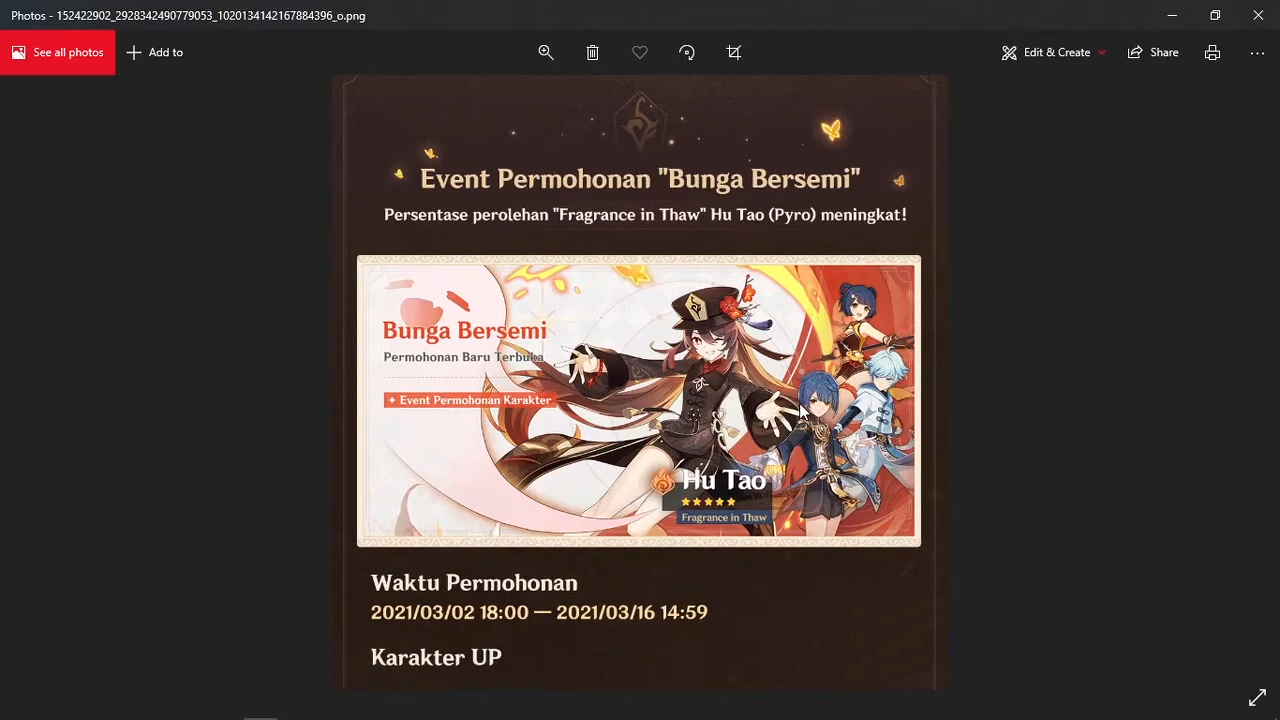 Photos - 152422902_2928342490779053_1020134142167884396_o.png
See all photos
Add to
Edit & Create
Share
Event Permohonan "Bunga Bersemi"
Persentase perolehan "Fragrance in Thaw" Hu Tao (Pyro) meningkat!
Bunga Bersemi
Permohonan Baru Terbuka
Event Permohonan Karakter
Hu Tao
Fragrance in Thaw
Waktu Permohonan
2021/03/02 18:00 — 2021/03/16 14:59
Karakter UP